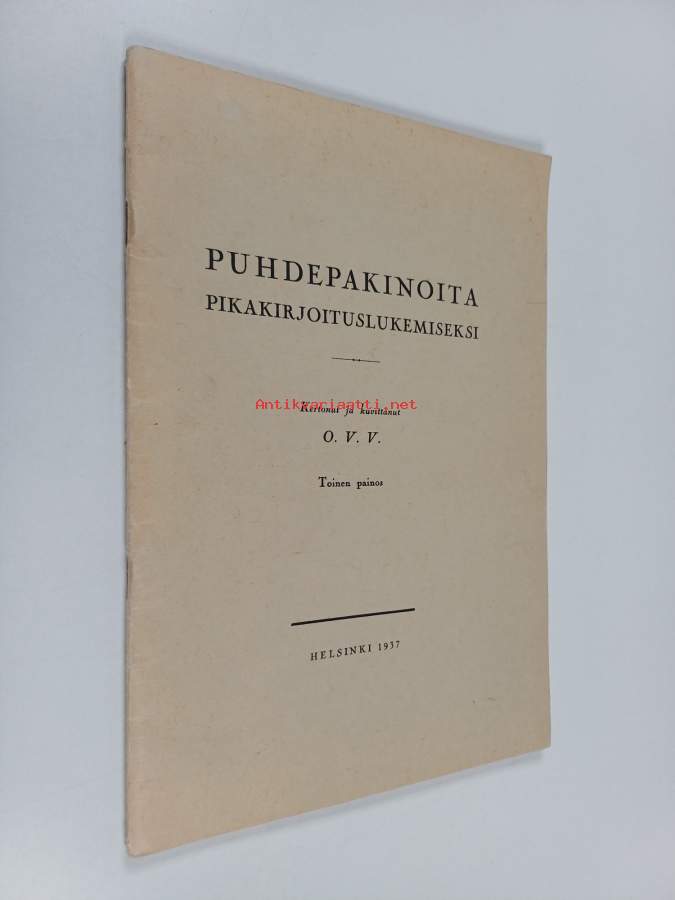 PUHDEPAKINOITA
PIKAKIRJOITUSLUKEMISEKSI
Antikvariaatti.net
Kertonut ja kuvittanut
O. V. V.
Toinen painos
HELSINKI 1937